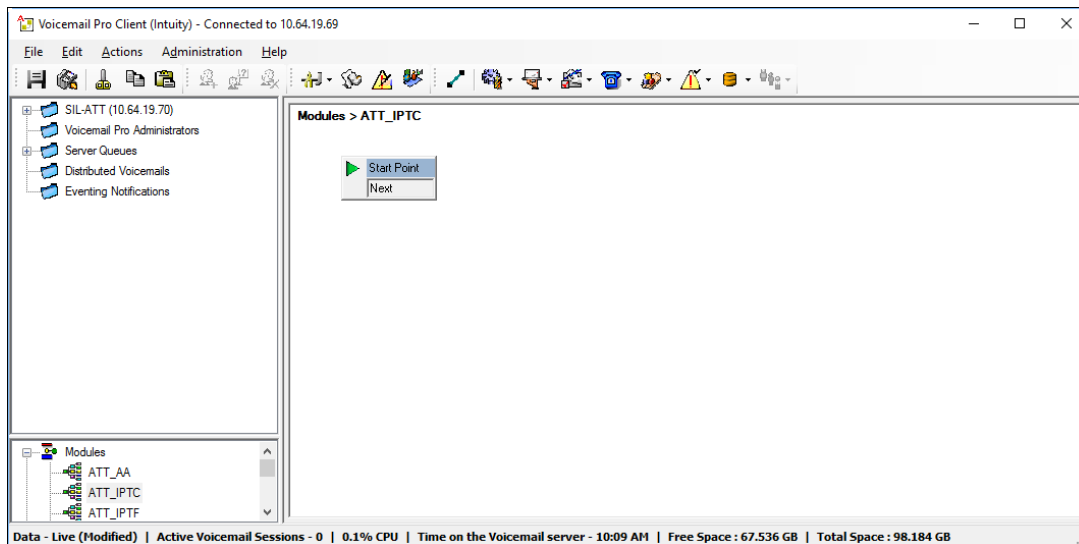 Voicemail Pro Client (Intuity) - Connected to 10.64.19.69
File Edit Actions Administration Help
SIL-ATT (10.64.19.70)
Voicemail Pro Administrators
Server Queues
Distributed Voicemails
Eventing Notifications
Modules > ATT_IPTC
Start Point
Next
Modules
ATT_AA
ATT_IPTC
ATT_IPTF
Data - Live (Modified) | Active Voicemail Sessions - 0 | 0.1% CPU | Time on the Voicemail server - 10:09 AM | Free Space : 67.536 GB | Total Space : 98.184 GB